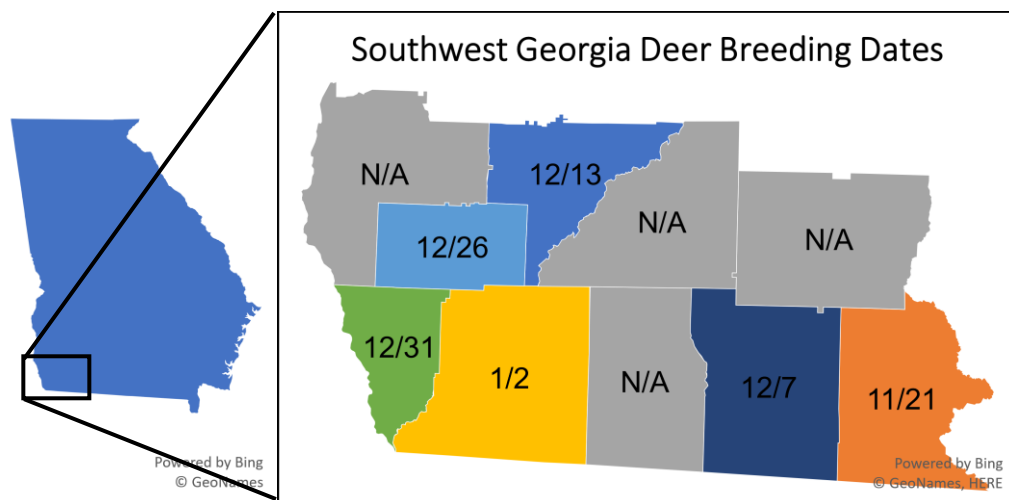 Southwest Georgia Deer Breeding Dates
N/A
12/13
N/A
N/A
12/26
12/31
1/2
N/A
12/7
11/21
Powered by Bing
© GeoNames
Powered by Bing
© GeoNames, HERE